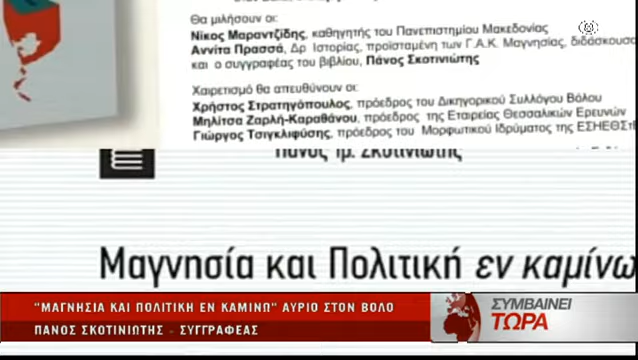 Θα μιλήσουν οι:
Νίκος Μαραντζίδης, καθηγητής του Πανεπιστημίου Μακεδονίας
Αννίτα Πρασσά, Δρ Ιστορίας, προϊσταμένη των Γ.Α.Κ. Μαγνησίας, διδάσκουσα
και ο συγγραφέας του βιβλίου, Πάνος Σκοτινιώτης
Χαιρετισμό θα απευθύνουν οι:
Χρήστος Στρατηγόπουλος, πρόεδρος του Δικηγορικού Συλλόγου Βόλου
Μηλίτσα Ζαρλή-Καραθάνου, πρόεδρος της Εταιρείας Θεσσαλικών Ερευνών
Γιώργος Τσιγκλιφύσης, πρόεδρος του Μορφωτικού Ιδρύματος της ΕΣΗΕΘΣτΕ
Πάνος Ιμ. Σκοτινιώτης
Μαγνησία και Πολιτική εν καμίνω
"ΜΑΓΝΗΣΙΑ ΚΑΙ ΠΟΛΙΤΙΚΗ ΕΝ ΚΑΜΙΝΩ" ΑΥΡΙΟ ΣΤΟΝ ΒΟΛΟ
ΠΑΝΟΣ ΣΚΟΤΙΝΙΩΤΗΣ - ΣΥΓΓΡΑΦΕΑΣ
ΣΥΜΒΑΙΝΕΙ
ΤΩΡΑ